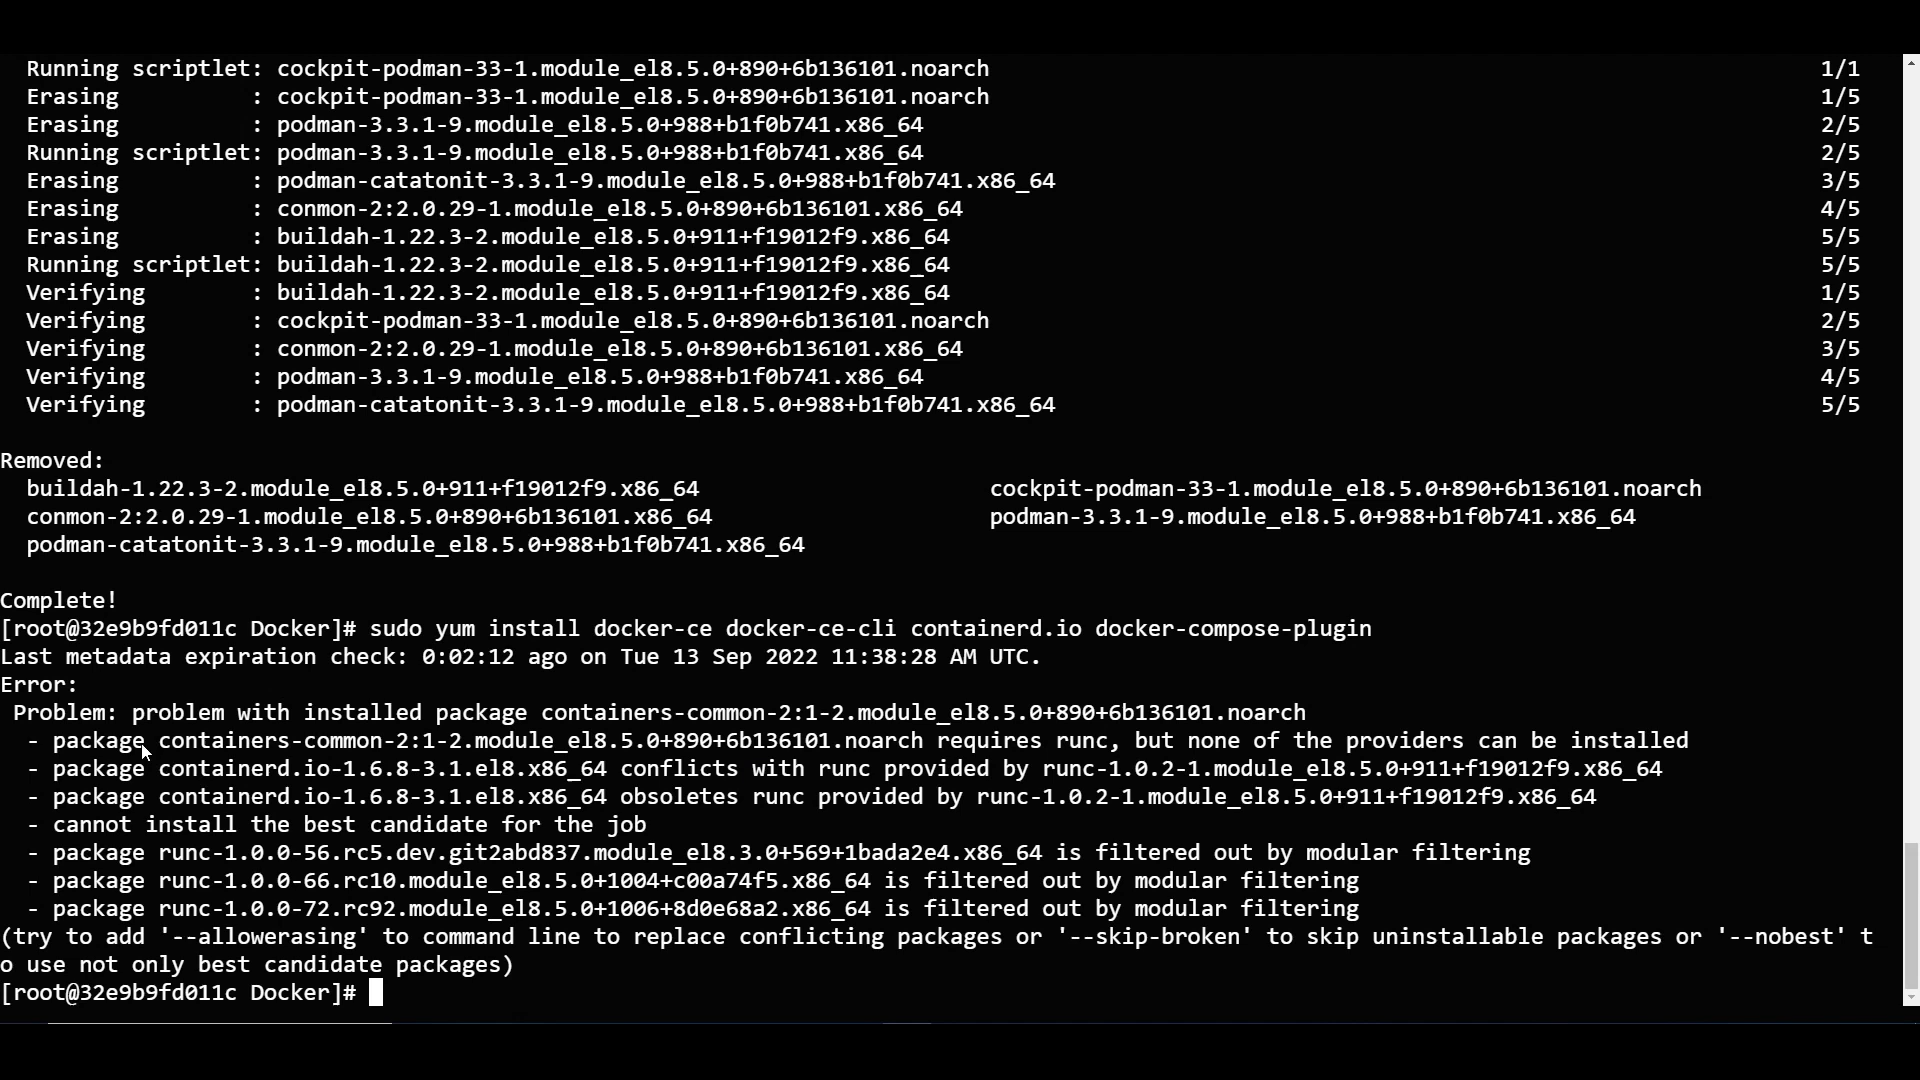 Running scriptlet: cockpit-podman-33-1.module_el8.5.0+890+6b136101.noarch 1/1
Erasing : cockpit-podman-33-1.module_el8.5.0+890+6b136101.noarch 1/5
Erasing : podman-3.3.1-9.module_el8.5.0+988+b1f0b741.x86_64 2/5
Running scriptlet: podman-3.3.1-9.module_el8.5.0+988+b1f0b741.x86_64 2/5
Erasing : podman-catatonit-3.3.1-9.module_el8.5.0+988+b1f0b741.x86_64 3/5
Erasing : conmon-2:2.0.29-1.module_el8.5.0+890+6b136101.x86_64 4/5
Erasing : buildah-1.22.3-2.module_el8.5.0+911+f19012f9.x86_64 5/5
Running scriptlet: buildah-1.22.3-2.module_el8.5.0+911+f19012f9.x86_64 5/5
Verifying : buildah-1.22.3-2.module_el8.5.0+911+f19012f9.x86_64 1/5
Verifying : cockpit-podman-33-1.module_el8.5.0+890+6b136101.noarch 2/5
Verifying : conmon-2:2.0.29-1.module_el8.5.0+890+6b136101.x86_64 3/5
Verifying : podman-3.3.1-9.module_el8.5.0+988+b1f0b741.x86_64 4/5
Verifying : podman-catatonit-3.3.1-9.module_el8.5.0+988+b1f0b741.x86_64 5/5
Removed:
buildah-1.22.3-2.module_el8.5.0+911+f19012f9.x86_64 cockpit-podman-33-1.module_el8.5.0+890+6b136101.noarch
conmon-2:2.0.29-1.module_el8.5.0+890+6b136101.x86_64 podman-3.3.1-9.module_el8.5.0+988+b1f0b741.x86_64
podman-catatonit-3.3.1-9.module_el8.5.0+988+b1f0b741.x86_64
Complete!
[root@32e9b9fd011c Docker]# sudo yum install docker-ce docker-ce-cli containerd.io docker-compose-plugin
Last metadata expiration check: 0:02:12 ago on Tue 13 Sep 2022 11:38:28 AM UTC.
Error:
Problem: problem with installed package containers-common-2:1-2.module_el8.5.0+890+6b136101.noarch
- package containers-common-2:1-2.module_el8.5.0+890+6b136101.noarch requires runc, but none of the providers can be installed
- package containerd.io-1.6.8-3.1.el8.x86_64 conflicts with runc provided by runc-1.0.2-1.module_el8.5.0+911+f19012f9.x86_64
- package containerd.io-1.6.8-3.1.el8.x86_64 obsoletes runc provided by runc-1.0.2-1.module_el8.5.0+911+f19012f9.x86_64
- cannot install the best candidate for the job
- package runc-1.0.0-56.rc5.dev.git2abd837.module_el8.3.0+569+1bada2e4.x86_64 is filtered out by modular filtering
- package runc-1.0.0-66.rc10.module_el8.5.0+1004+c00a74f5.x86_64 is filtered out by modular filtering
- package runc-1.0.0-72.rc92.module_el8.5.0+1006+8d0e68a2.x86_64 is filtered out by modular filtering
(try to add '--allowerasing' to command line to replace conflicting packages or '--skip-broken' to skip uninstallable packages or '--nobest' t
o use not only best candidate packages)
[root@32e9b9fd011c Docker]#